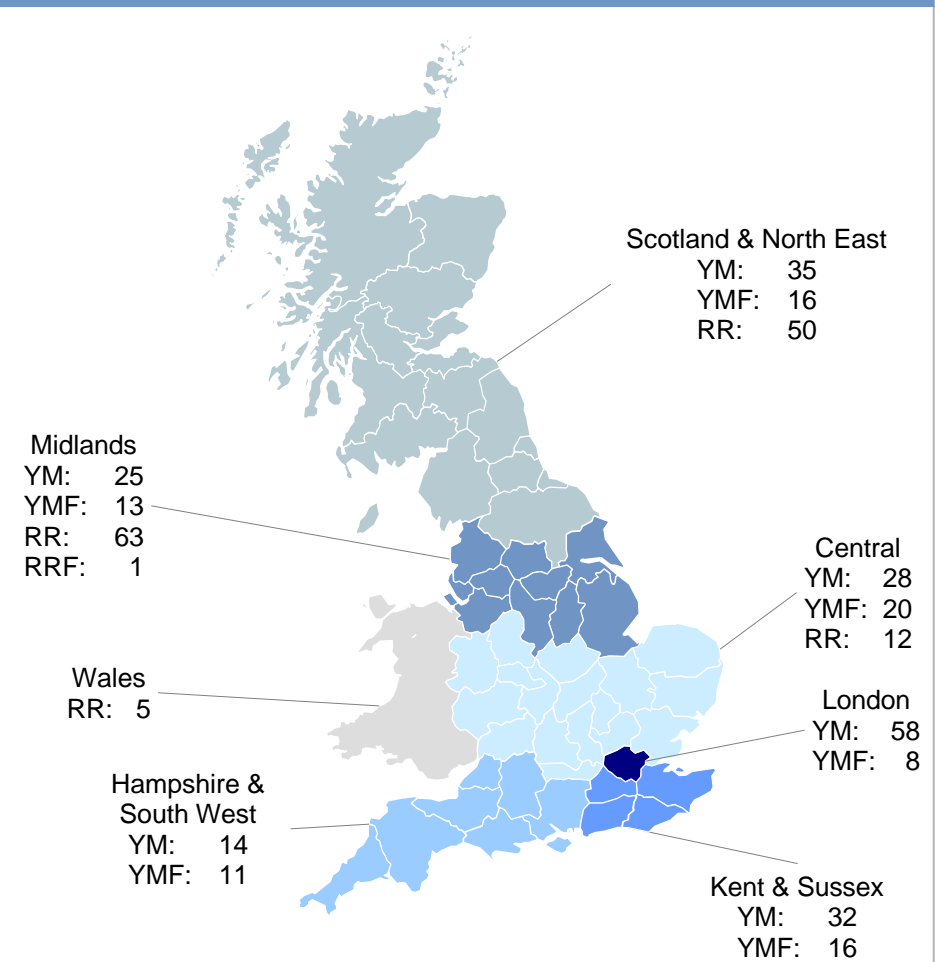 Scotland & North East
YM: 35
YMF: 16
RR: 50
Midlands
YM: 25
YMF: 13
RR: 63
RRF: 1
Central
YM: 28
YMF: 20
RR: 12
Wales
RR: 5
London
YM: 58
YMF: 8
Hampshire &
South West
YM: 14
YMF: 11
Kent & Sussex
YM: 32
YMF: 16